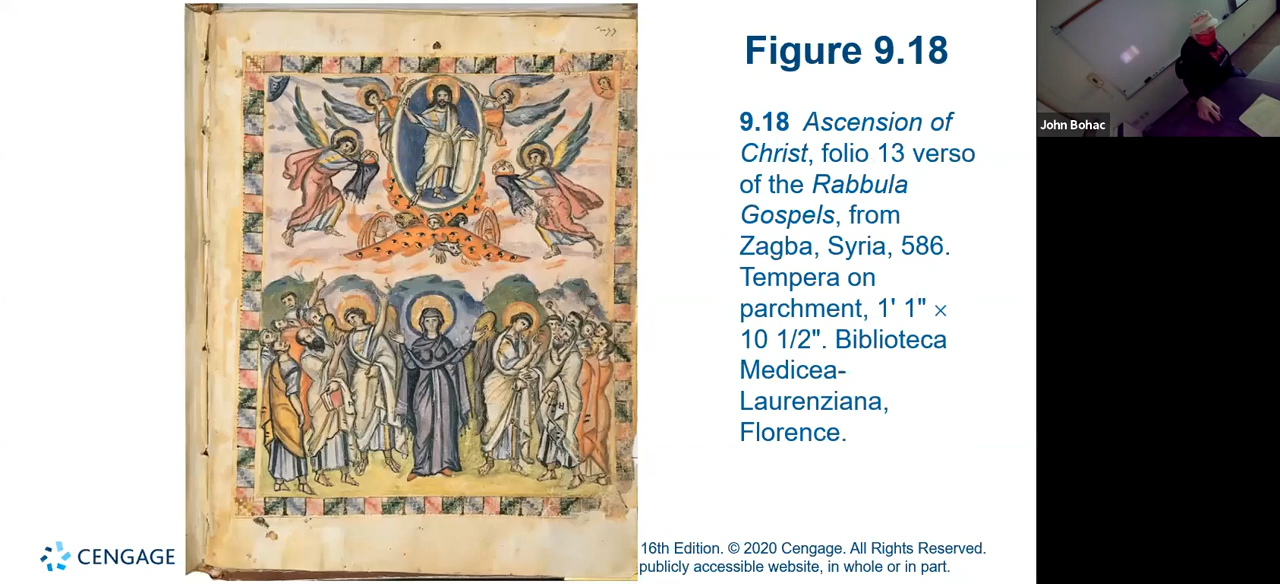 Figure 9.18
9.18 Ascension of
Christ, folio 13 verso
of the Rabbula
Gospels, from
Zagba, Syria, 586.
Tempera on
parchment, 1' 1" ×
10 1/2". Biblioteca
Medicea-
Laurenziana,
Florence.
CENGAGE
16th Edition. © 2020 Cengage. All Rights Reserved.
publicly accessible website, in whole or in part.
John Bohac